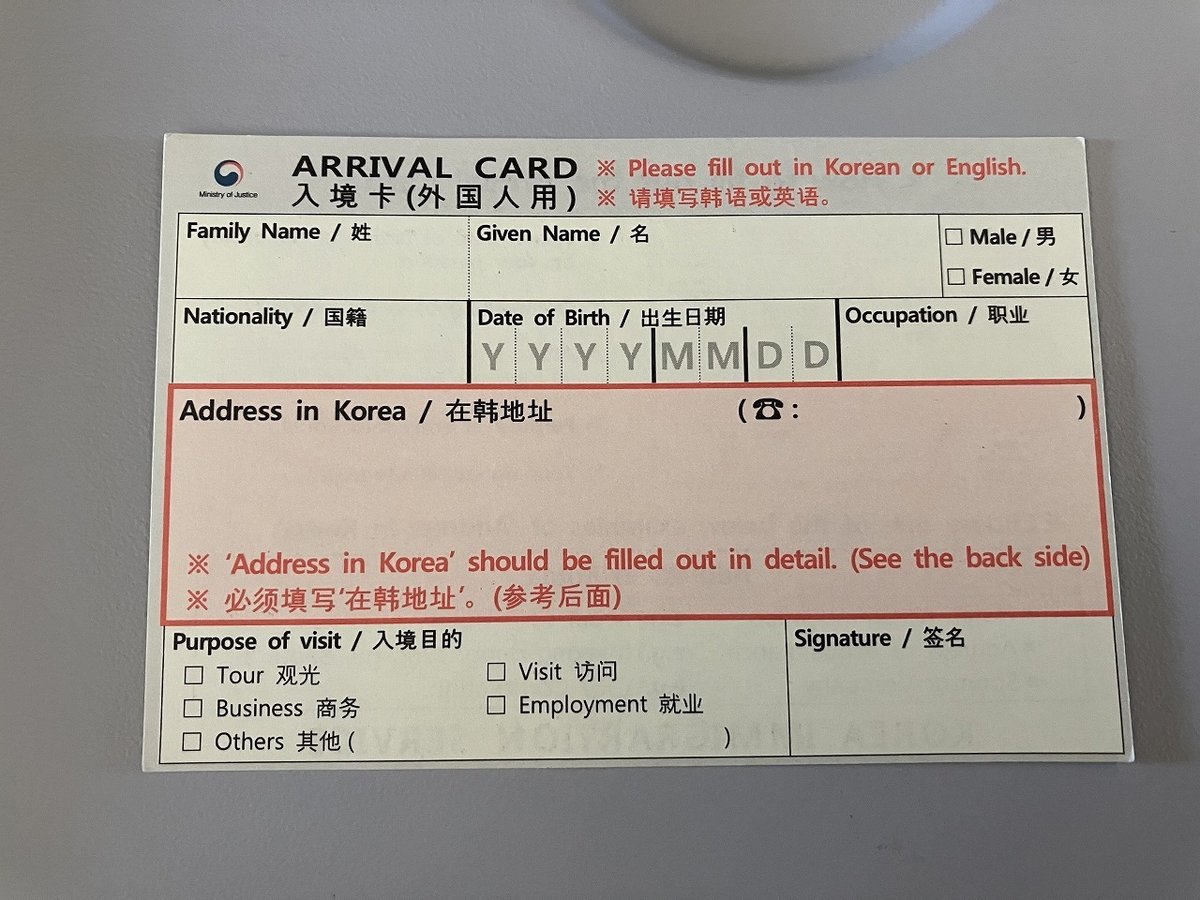 Ministry of Justice
ARRIVAL CARD ※ Please fill out in Korean or English.
入境卡(外国人用) ※ 请填写韩语或英语。
Family Name / 姓
Given Name / 名
☐ Male / 男
☐ Female / 女
Nationality / 国籍
Date of Birth / 出生日期
Y Y Y Y M M D D
Occupation / 职业
Address in Korea / 在韩地址 (☎: )
※ ‘Address in Korea’ should be filled out in detail. (See the back side)
※ 必须填写‘在韩地址’。(参考后面)
Purpose of visit / 入境目的
☐ Tour 观光 ☐ Visit 访问
☐ Business 商务 ☐ Employment 就业
☐ Others 其他 ( )
Signature / 签名